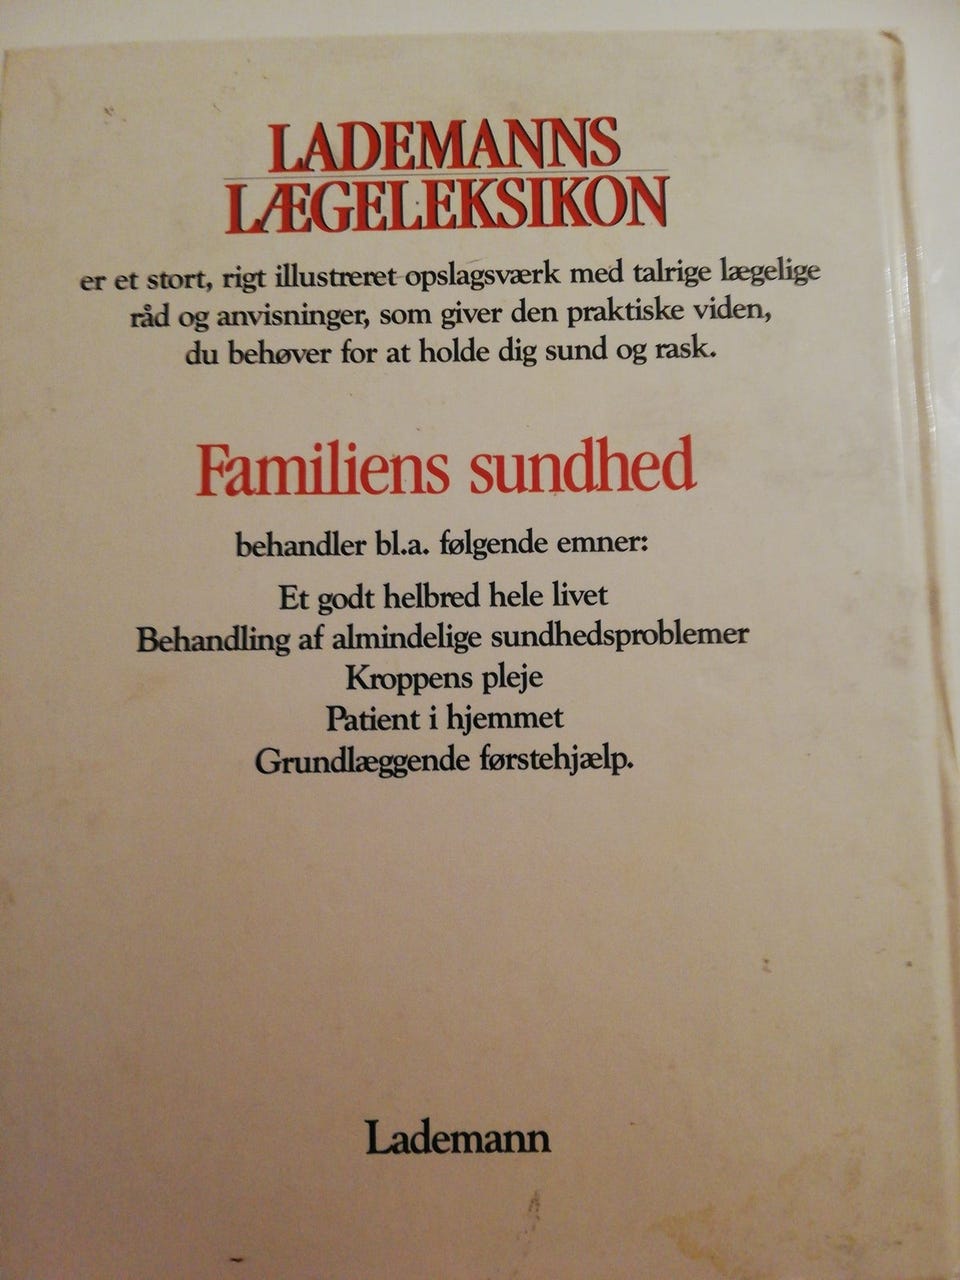 LADEMANNS
LÆGELEKSIKON
er et stort, rigt illustreret opslagsværk med talrige lægelige
råd og anvisninger, som giver den praktiske viden,
du behøver for at holde dig sund og rask.
Familiens sundhed
behandler bl.a. følgende emner:
Et godt helbred hele livet
Behandling af almindelige sundhedsproblemer
Kroppens pleje
Patient i hjemmet
Grundlæggende førstehjælp.
Lademann